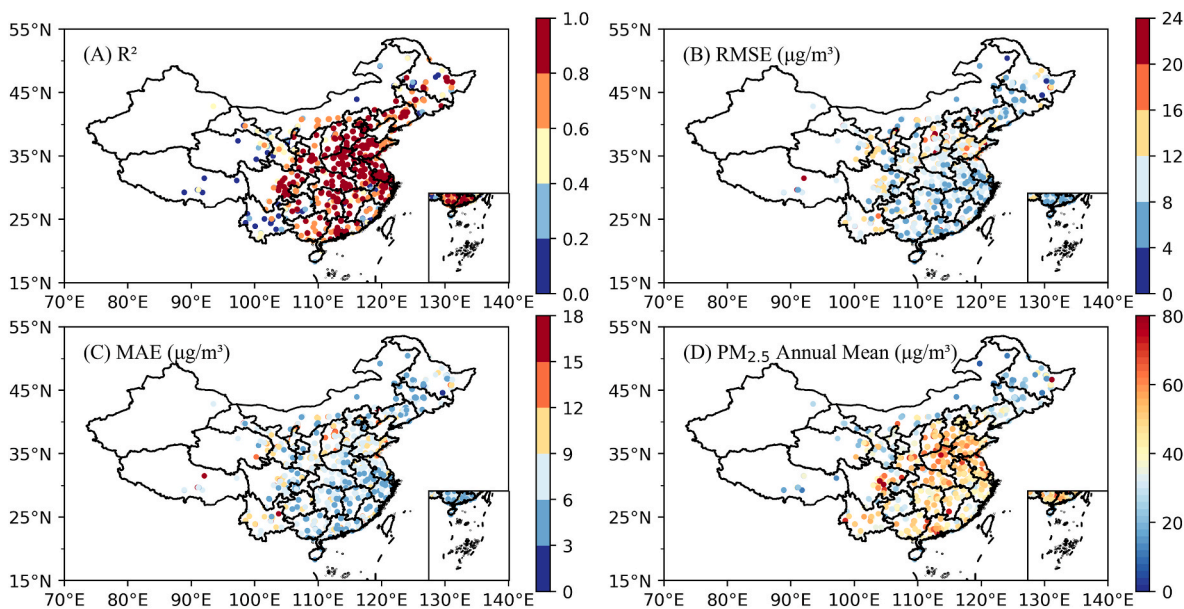 (A) R²
55°N
45°N
35°N
25°N
15°N
70°E 80°E 90°E 100°E 110°E 120°E 130°E 140°E
1.0
0.8
0.6
0.4
0.2
0.0
(B) RMSE (μg/m³)
55°N
45°N
35°N
25°N
15°N
70°E 80°E 90°E 100°E 110°E 120°E 130°E 140°E
24
20
16
12
8
4
0
(C) MAE (μg/m³)
55°N
45°N
35°N
25°N
15°N
70°E 80°E 90°E 100°E 110°E 120°E 130°E 140°E
18
15
12
9
6
3
0
(D) PM₂.₅ Annual Mean (μg/m³)
55°N
45°N
35°N
25°N
15°N
70°E 80°E 90°E 100°E 110°E 120°E 130°E 140°E
80
60
40
20
0